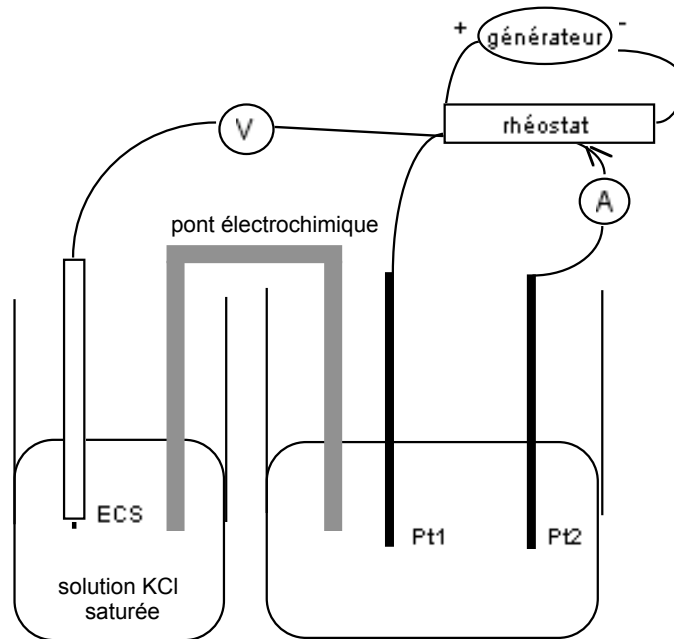 + générateur -
rhéostat
V
A
pont électrochimique
ECS
Pt1
Pt2
solution KCl
saturée